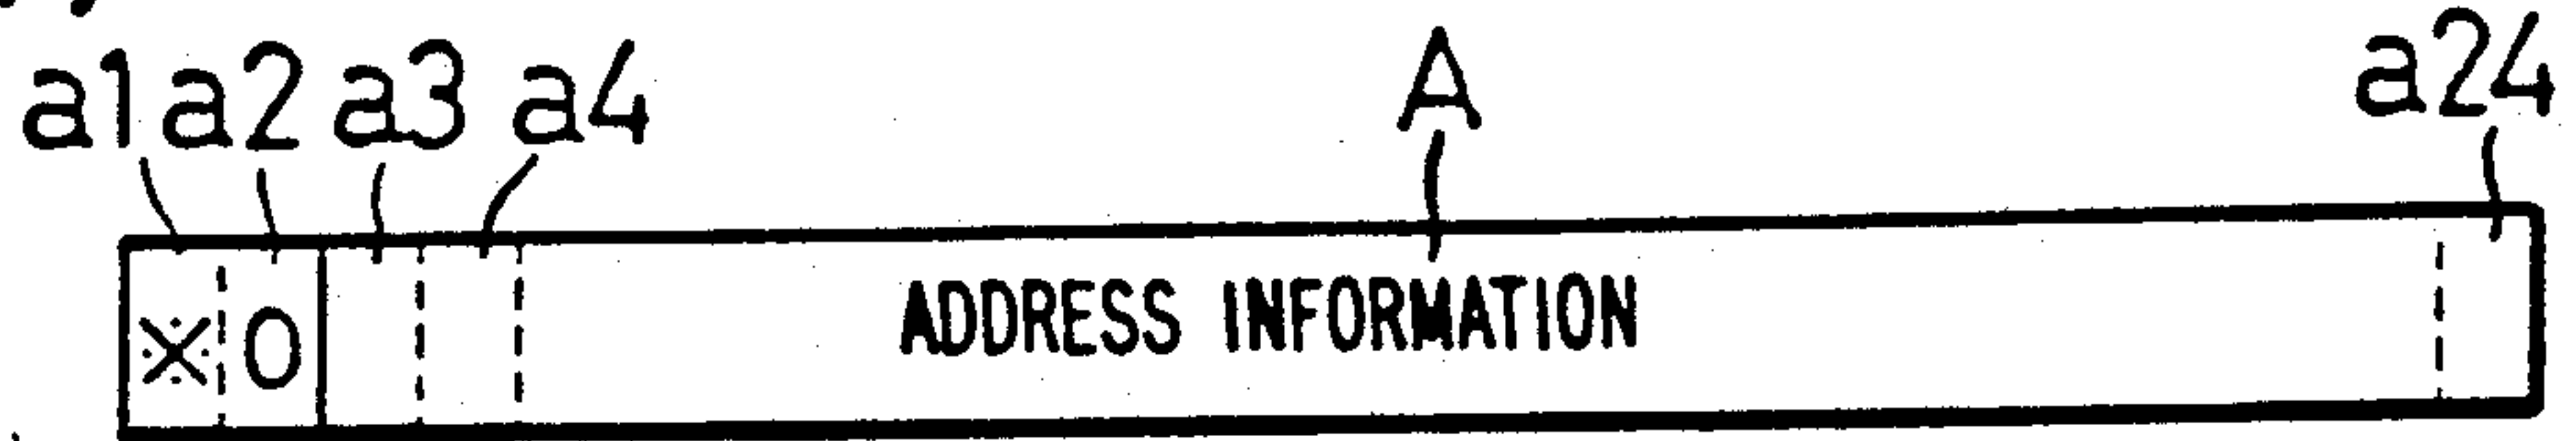 a1 a2 a3 a4 A a24
※ 0 ADDRESS INFORMATION